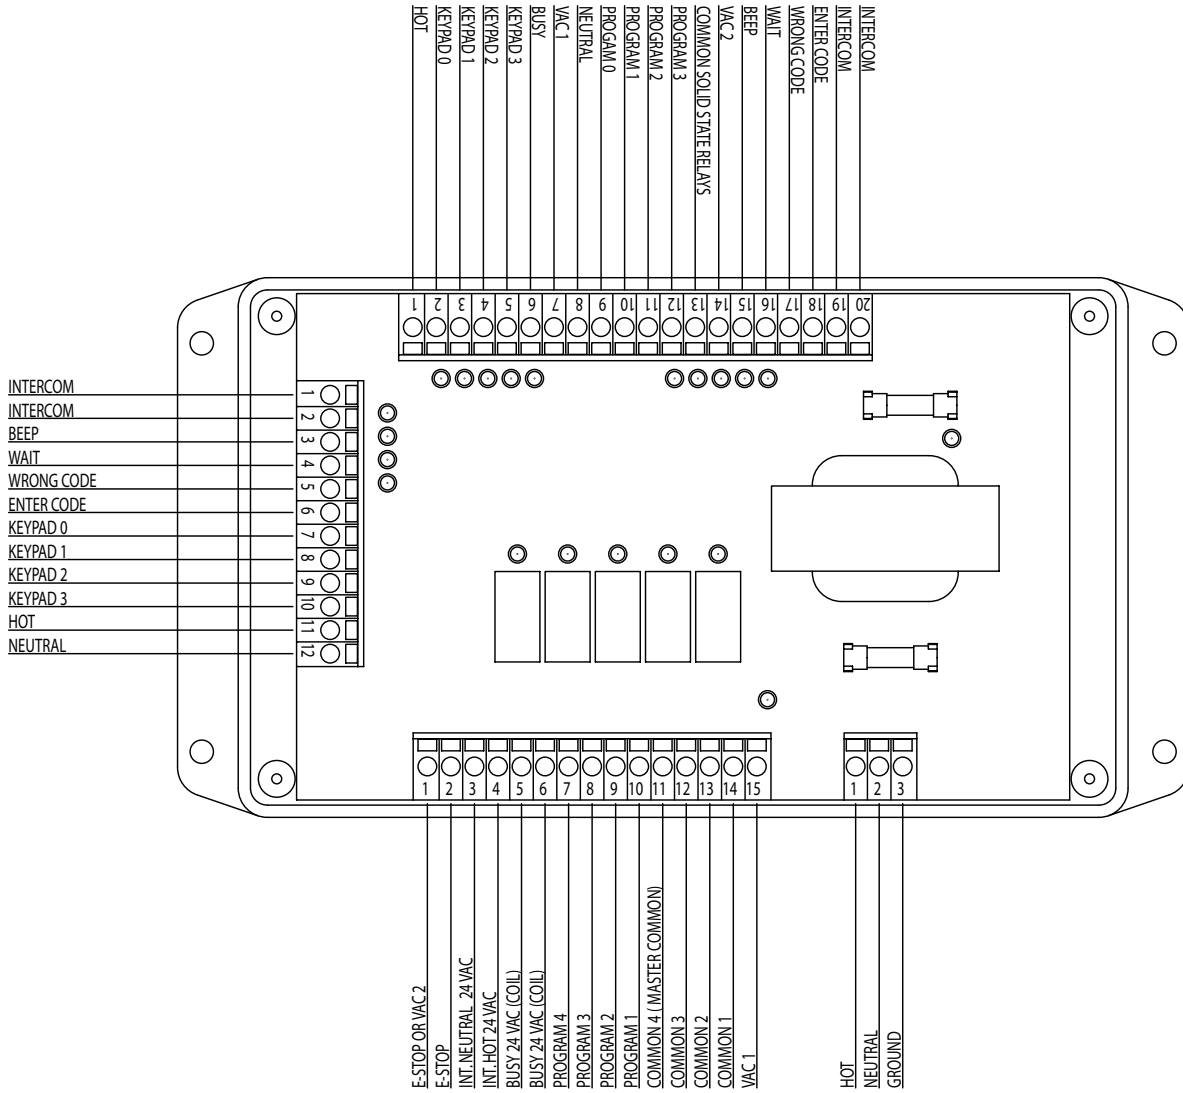 HOT
KEYPAD 0
KEYPAD 1
KEYPAD 2
KEYPAD 3
BUSY
VAC 1
NEUTRAL
PROGAM 0
PROGRAM 1
PROGRAM 2
PROGRAM 3
COMMON SOLID STATE RELAYS
VAC 2
BEEP
WAIT
WRONG CODE
ENTER CODE
INTERCOM
INTERCOM
1
2
3
4
5
6
7
8
9
10
11
12
13
14
15
16
17
18
19
20
INTERCOM
INTERCOM
BEEP
WAIT
WRONG CODE
ENTER CODE
KEYPAD 0
KEYPAD 1
KEYPAD 2
KEYPAD 3
HOT
NEUTRAL
1
2
3
4
5
6
7
8
9
10
11
12
1
2
3
4
5
6
7
8
9
10
11
12
13
14
15
1
2
3
E-STOP OR VAC 2
E-STOP
INT. NEUTRAL 24 VAC
INT. HOT 24 VAC
BUSY 24 VAC (COIL)
BUSY 24 VAC (COIL)
PROGRAM 4
PROGRAM 3
PROGRAM 2
PROGRAM 1
COMMON 4 ( MASTER COMMON)
COMMON 3
COMMON 2
COMMON 1
VAC 1
HOT
NEUTRAL
GROUND